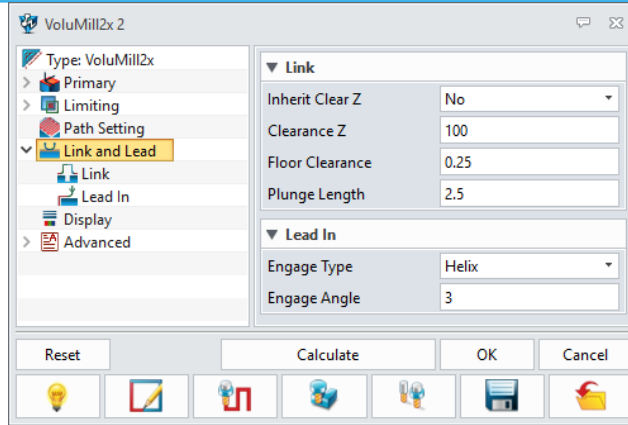 VoluMill2x 2
Type: VoluMill2x
Primary
Limiting
Path Setting
Link and Lead
Link
Lead In
Display
Advanced
Link
Inherit Clear Z No
Clearance Z 100
Floor Clearance 0.25
Plunge Length 2.5
Lead In
Engage Type Helix
Engage Angle 3
Reset Calculate OK Cancel